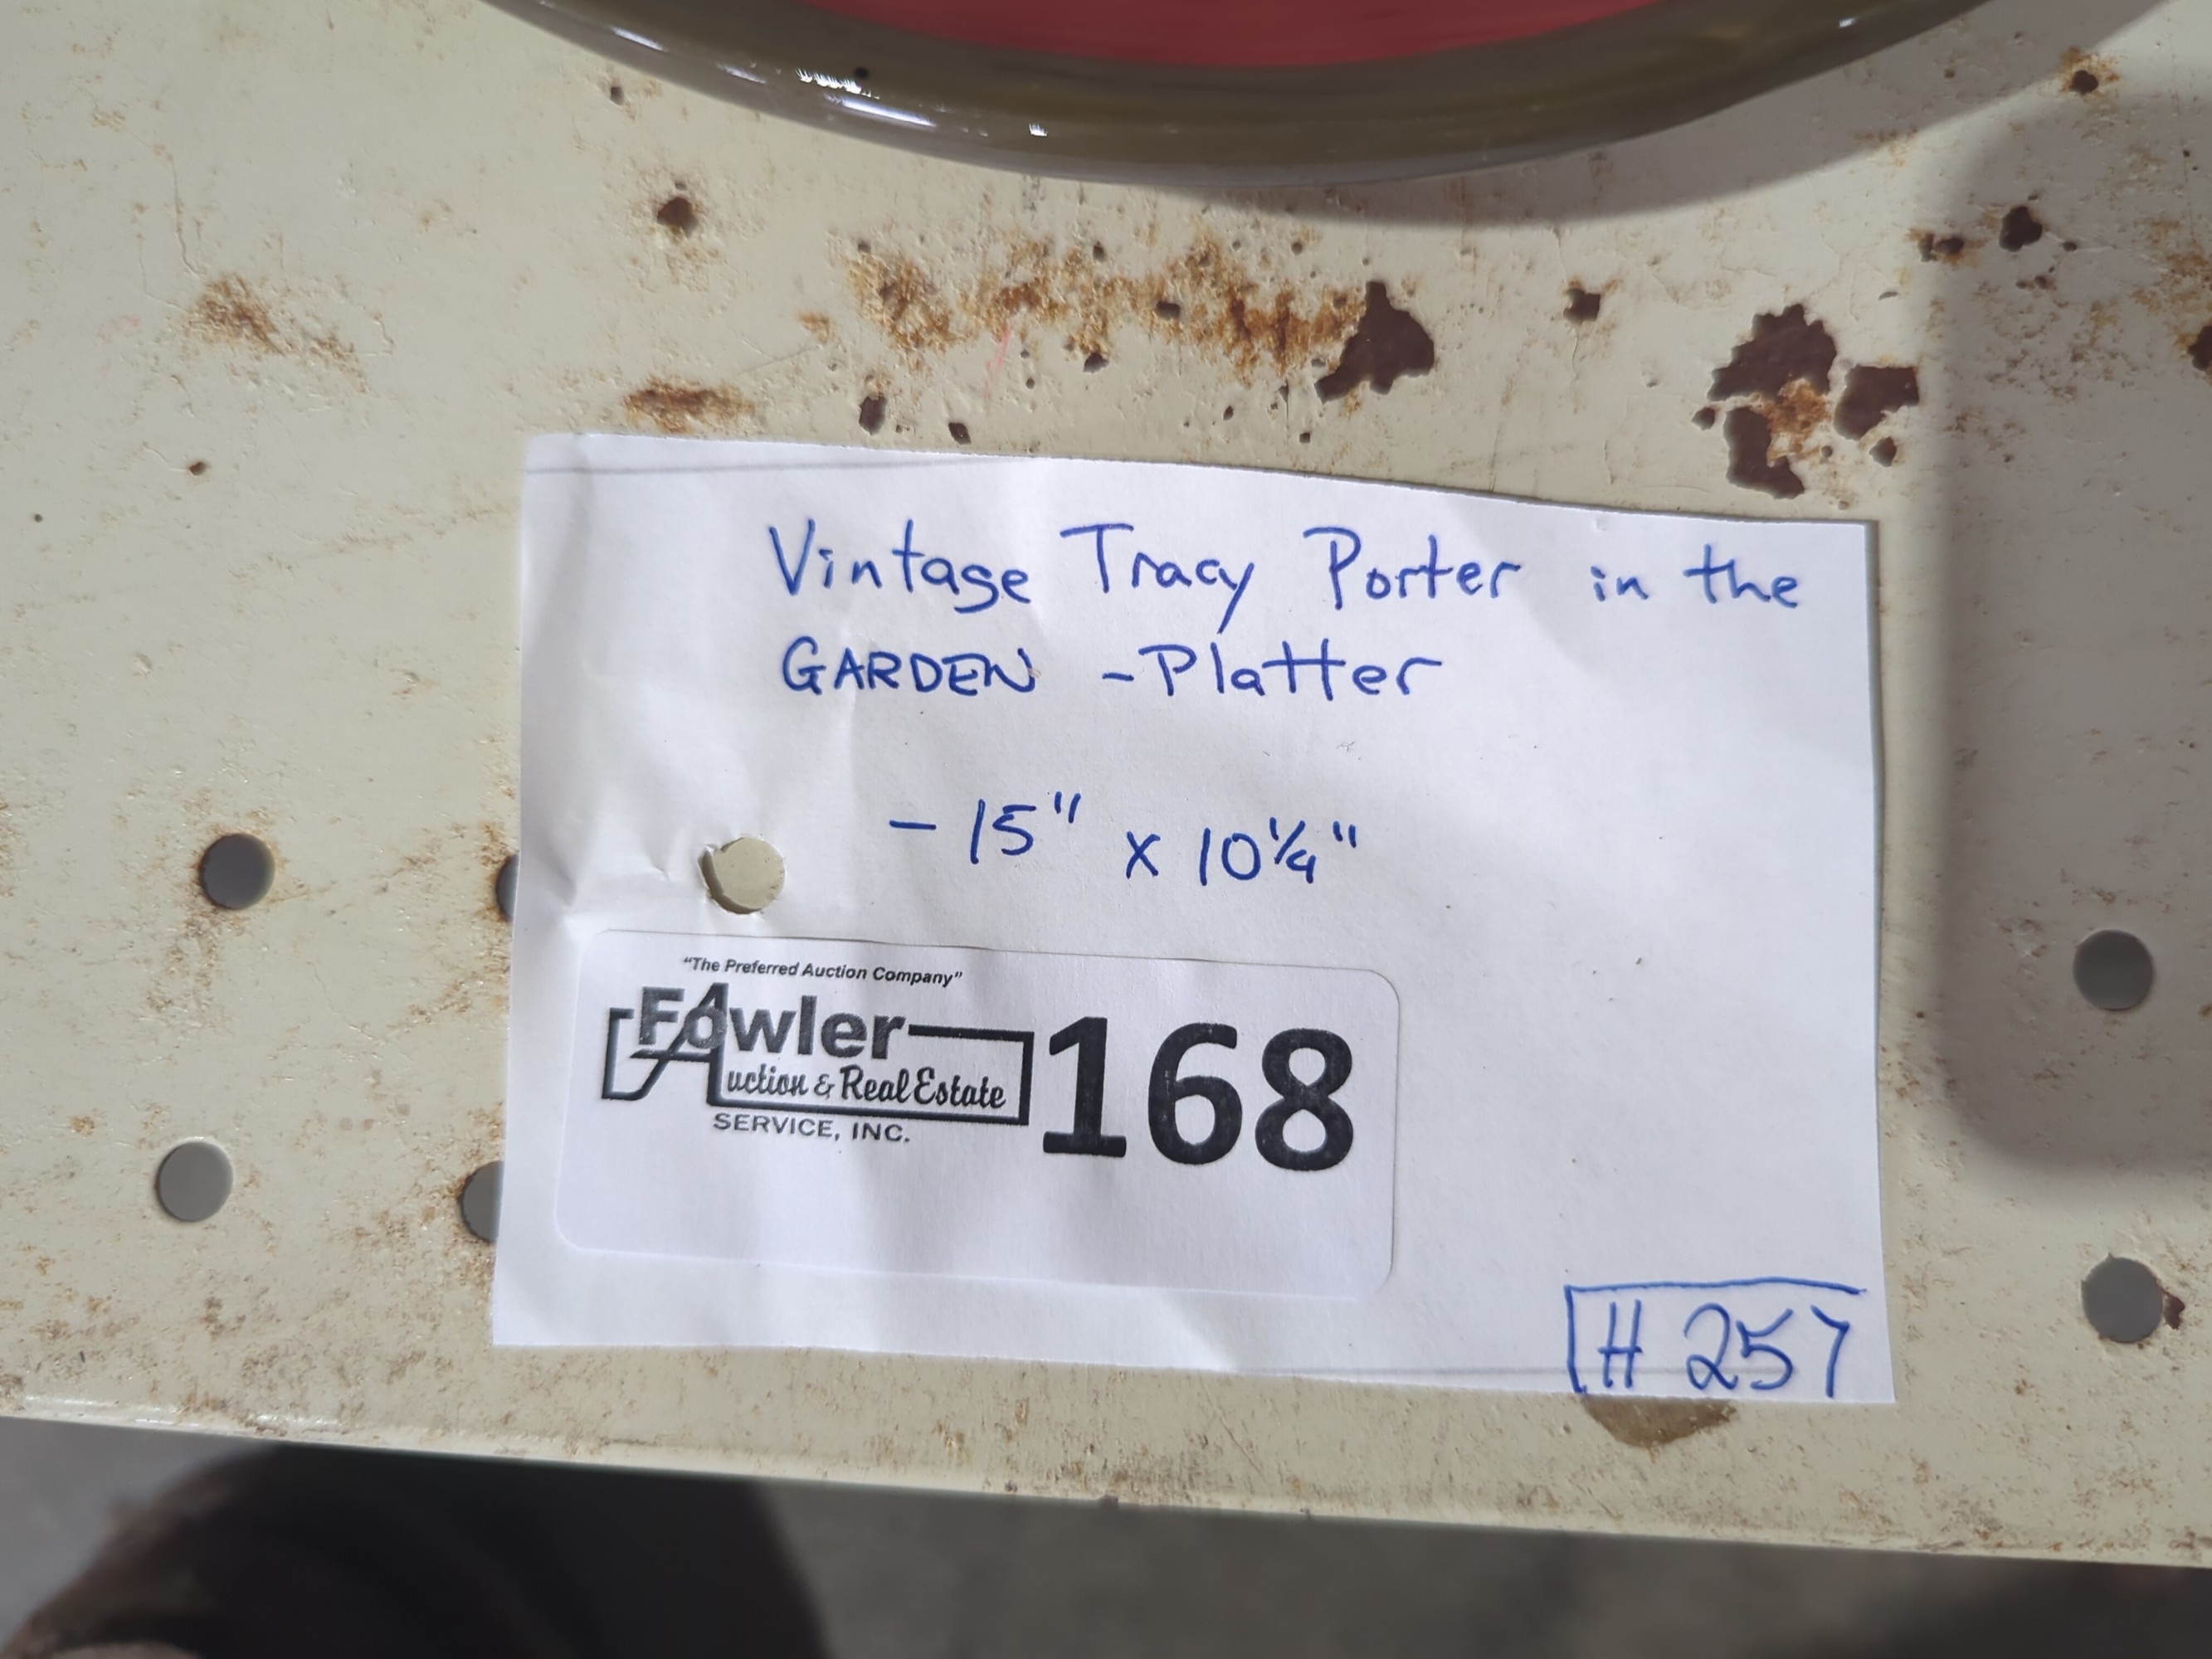 Vintage Tracy Porter in the
GARDEN - Platter
- 15" x 10¼"
"The Preferred Auction Company"
Fowler
Auction & Real Estate
SERVICE, INC.
168
H 257